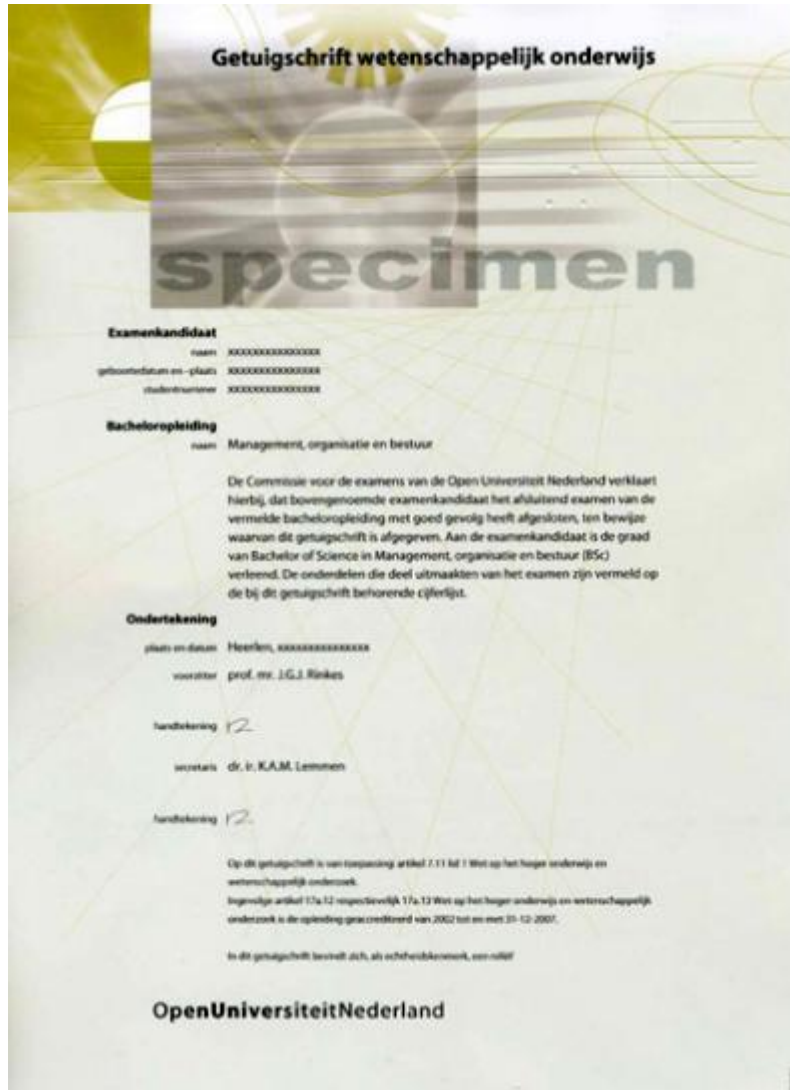 Getuigschrift wetenschappelijk onderwijs
specimen
Examenkandidaat
naam xxxxxxxxxxxxxxx
geboortedatum en -plaats xxxxxxxxxxxxxxx
studentnummer xxxxxxxxxxxxxxx
Bacheloropleiding
naam Management, organisatie en bestuur
De Commissie voor de examens van de Open Universiteit Nederland verklaart
hierbij, dat bovengenoemde examenkandidaat het afsluitend examen van de
vermelde bacheloropleiding met goed gevolg heeft afgesloten, ten bewijze
waarvan dit getuigschrift is afgegeven. Aan de examenkandidaat is de graad
van Bachelor of Science in Management, organisatie en bestuur (BSc)
verleend. De onderdelen die deel uitmaakten van het examen zijn vermeld op
de bij dit getuigschrift behorende cijferlijst.
Ondertekening
plaats en datum Heerlen, xxxxxxxxxxxxxxx
voorzitter prof. mr. J.G.J. Rinkes
handtekening
secretaris dr. ir. K.A.M. Lemmen
handtekening
Op dit getuigschrift is van toepassing artikel 7.11 lid 1 Wet op het hoger onderwijs en
wetenschappelijk onderzoek.
Ingevolge artikel 17a.12 respectievelijk 17a.13 Wet op het hoger onderwijs en wetenschappelijk
onderzoek is de opleiding geaccrediteerd van 2002 tot en met 31-12-2007.
In dit getuigschrift bevindt zich, als echtheidskenmerk, een reliëf
OpenUniversiteitNederland